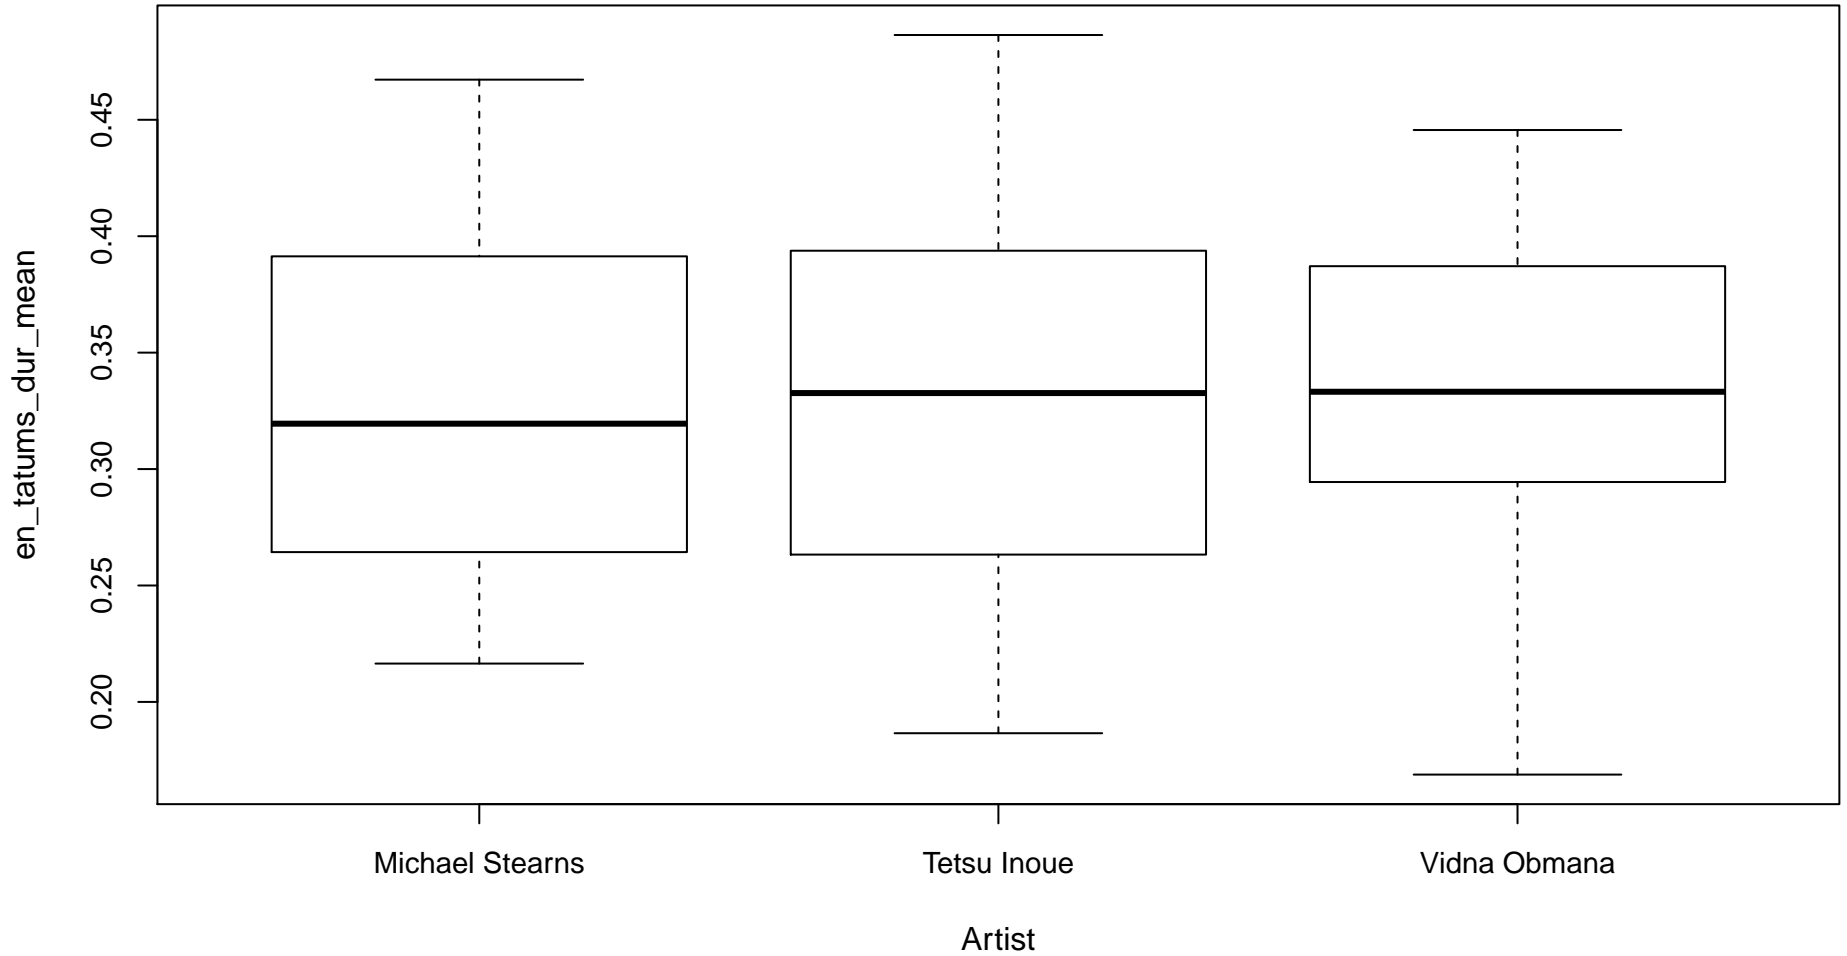 en_tatums_dur_mean
0.45
0.40
0.35
0.30
0.25
0.20
Michael Stearns
Tetsu Inoue
Vidna Obmana
Artist